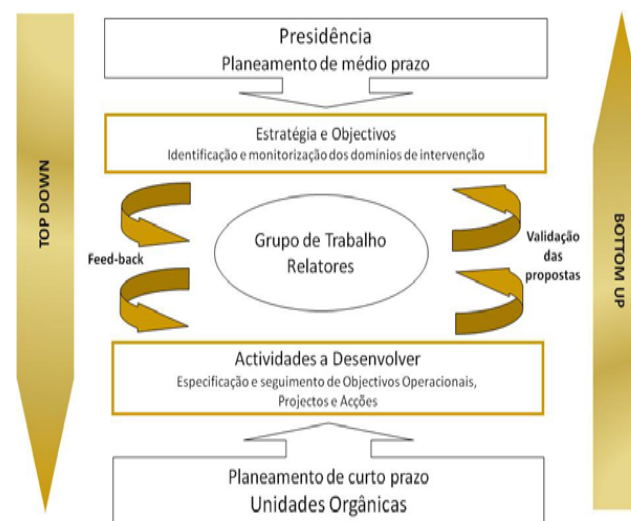 Presidência
Planeamento de médio prazo
Estratégia e Objectivos
Identificação e monitorização dos domínios de intervenção
TOP DOWN
Feed-back
Grupo de Trabalho
Relatores
Validação
das
propostas
BOTTOM UP
Actividades a Desenvolver
Especificação e seguimento de Objectivos Operacionais,
Projectos e Acções
Planeamento de curto prazo
Unidades Orgânicas